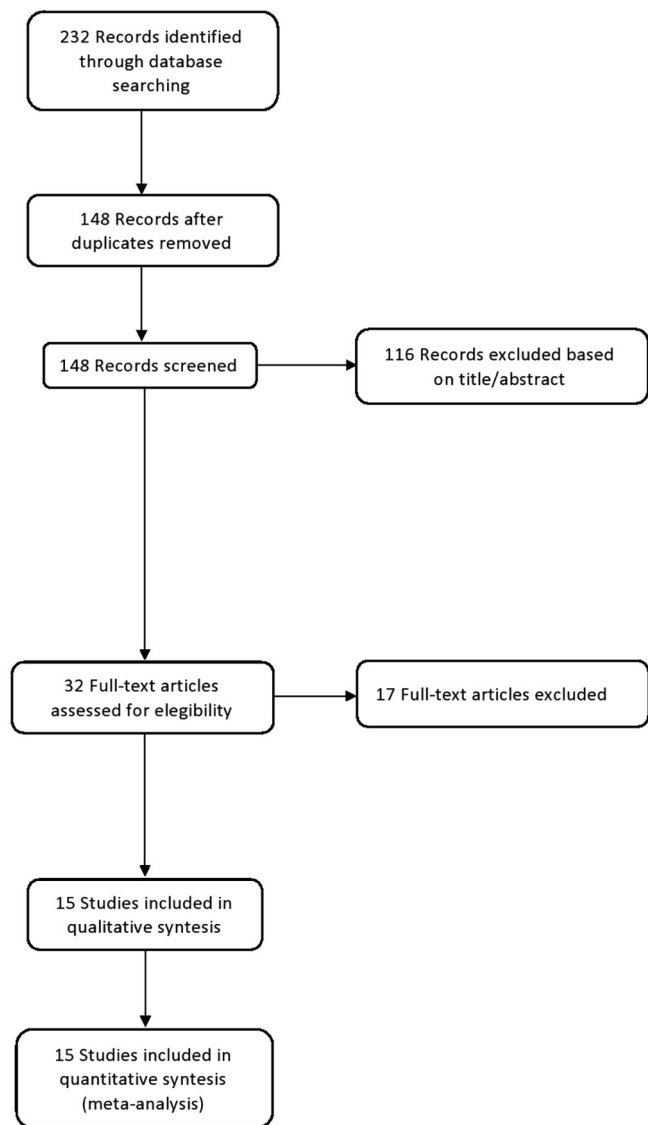 232 Records identified
through database
searching
148 Records after
duplicates removed
148 Records screened
116 Records excluded based
on title/abstract
32 Full-text articles
assessed for elegibility
17 Full-text articles excluded
15 Studies included in
qualitative syntesis
15 Studies included in
quantitative syntesis
(meta-analysis)